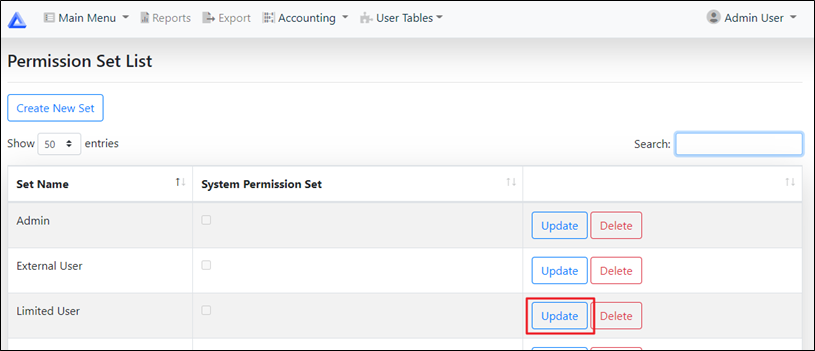 Main Menu Reports Export Accounting User Tables Admin User
Permission Set List
Create New Set
Show 50 entries Search:
Set Name System Permission Set
Admin Update Delete
External User Update Delete
Limited User Update Delete